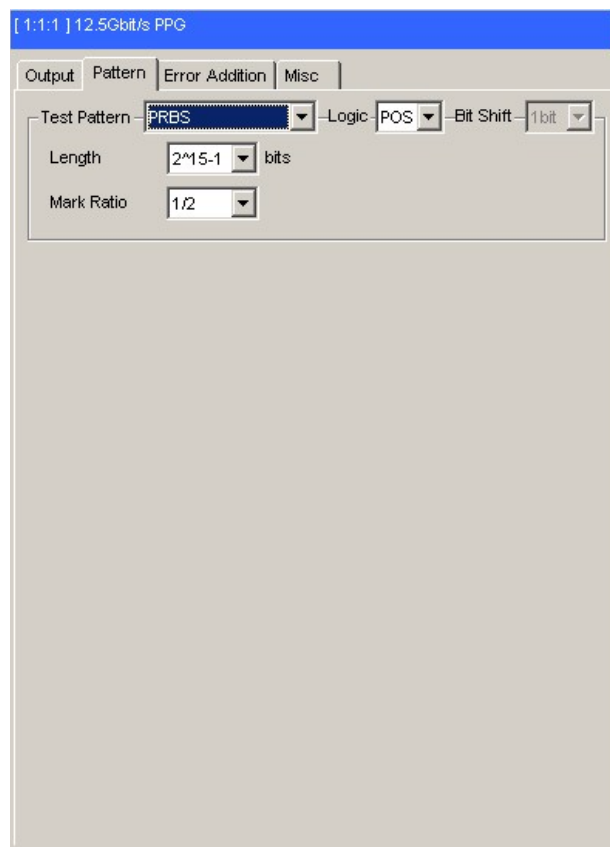 [ 1:1:1 ] 12.5Gbit/s PPG
Output Pattern Error Addition Misc
Test Pattern PRBS Logic POS Bit Shift 1bit
Length 2^15-1 bits
Mark Ratio 1/2